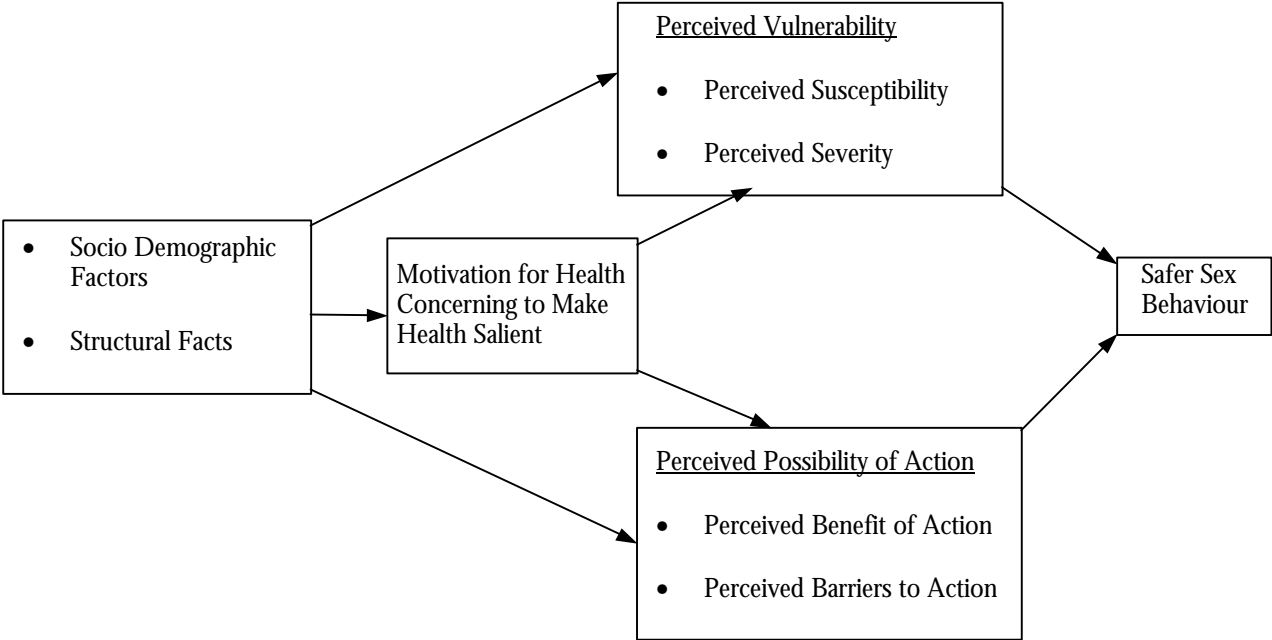 Perceived Vulnerability
• Perceived Susceptibility
• Perceived Severity
• Socio Demographic
Factors
• Structural Facts
Motivation for Health
Concerning to Make
Health Salient
Safer Sex
Behaviour
Perceived Possibility of Action
• Perceived Benefit of Action
• Perceived Barriers to Action